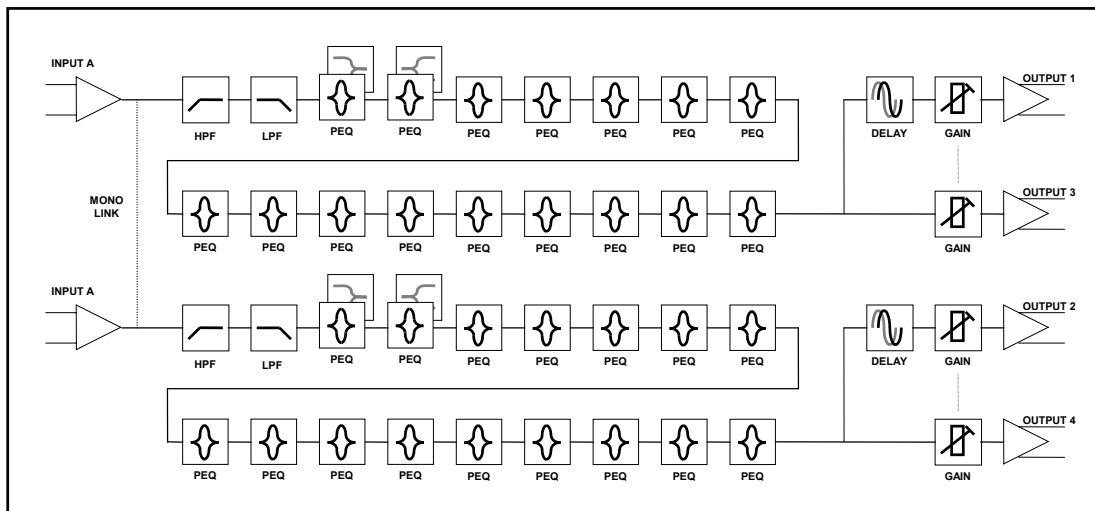 INPUT A
OUTPUT 1
HPF LPF PEQ PEQ PEQ PEQ PEQ PEQ PEQ DELAY GAIN
MONO
LINK
OUTPUT 3
PEQ PEQ PEQ PEQ PEQ PEQ PEQ PEQ PEQ GAIN
INPUT A
OUTPUT 2
HPF LPF PEQ PEQ PEQ PEQ PEQ PEQ PEQ DELAY GAIN
OUTPUT 4
PEQ PEQ PEQ PEQ PEQ PEQ PEQ PEQ PEQ GAIN